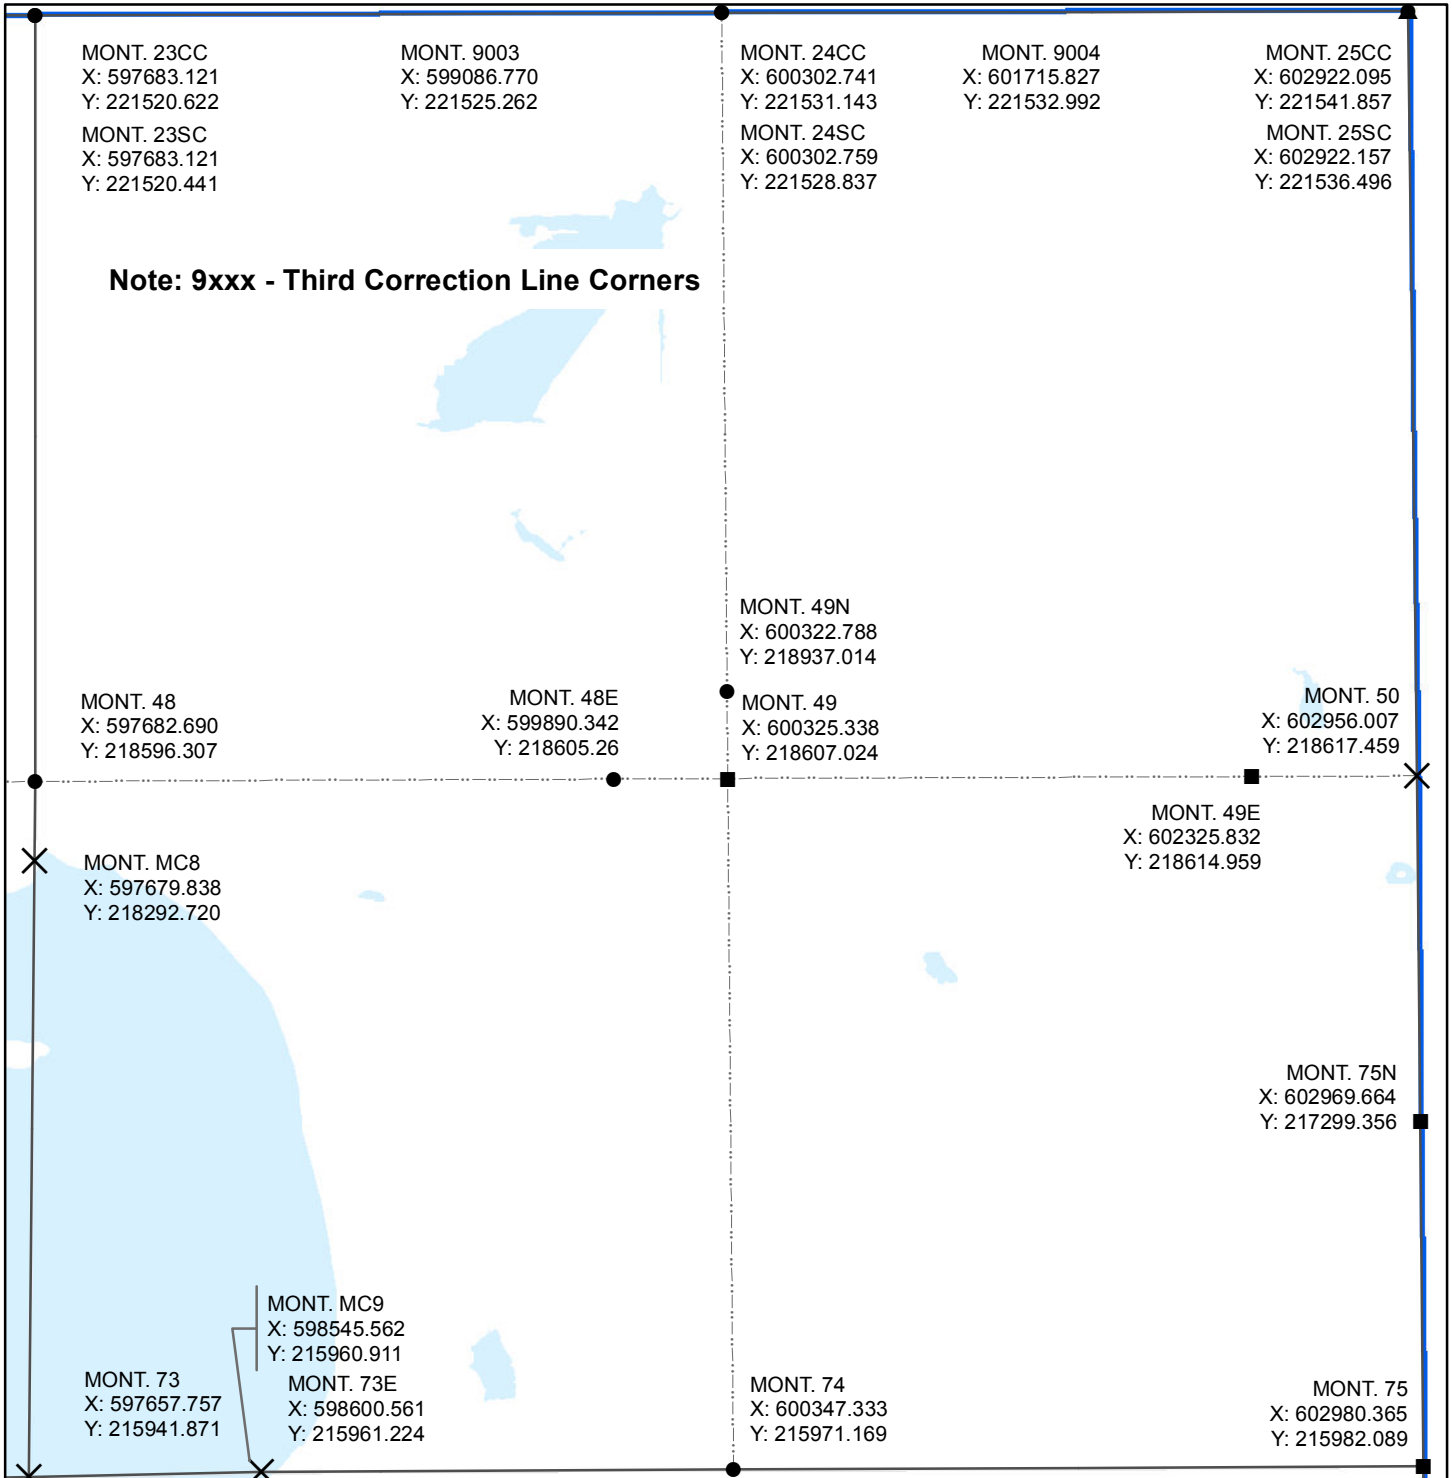 MONT. 23CC
X: 597683.121
Y: 221520.622
MONT. 23SC
X: 597683.121
Y: 221520.441
MONT. 9003
X: 599086.770
Y: 221525.262
MONT. 24CC
X: 600302.741
Y: 221531.143
MONT. 24SC
X: 600302.759
Y: 221528.837
MONT. 9004
X: 601715.827
Y: 221532.992
MONT. 25CC
X: 602922.095
Y: 221541.857
MONT. 25SC
X: 602922.157
Y: 221536.496
Note: 9xxx - Third Correction Line Corners
MONT. 49N
X: 600322.788
Y: 218937.014
MONT. 48
X: 597682.690
Y: 218596.307
MONT. 48E
X: 599890.342
Y: 218605.26
MONT. 49
X: 600325.338
Y: 218607.024
MONT. 50
X: 602956.007
Y: 218617.459
MONT. 49E
X: 602325.832
Y: 218614.959
MONT. MC8
X: 597679.838
Y: 218292.720
MONT. 75N
X: 602969.664
Y: 217299.356
MONT. MC9
X: 598545.562
Y: 215960.911
MONT. 73
X: 597657.757
Y: 215941.871
MONT. 73E
X: 598600.561
Y: 215961.224
MONT. 74
X: 600347.333
Y: 215971.169
MONT. 75
X: 602980.365
Y: 215982.089